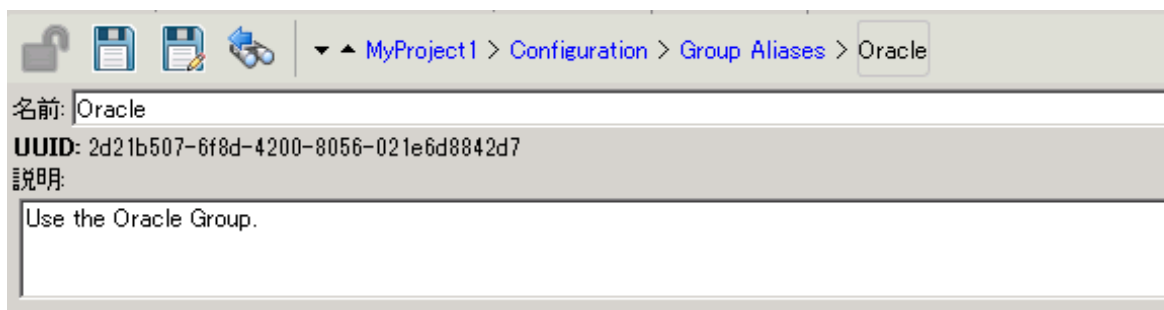 MyProject1 > Configuration > Group Aliases > Oracle
名前: Oracle
UUID: 2d21b507-6f8d-4200-8056-021e6d8842d7
説明:
Use the Oracle Group.